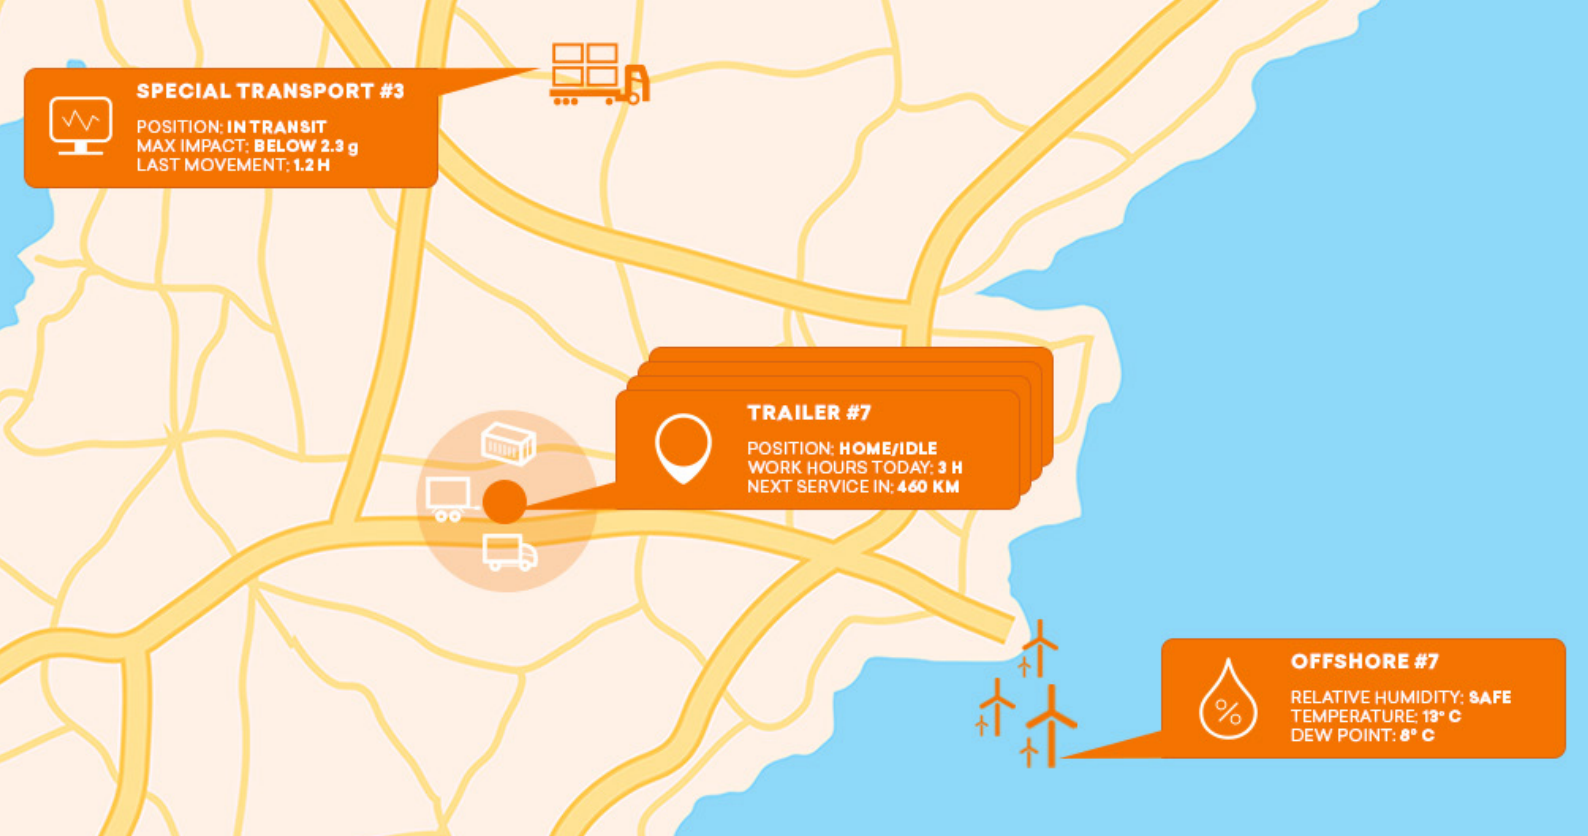 SPECIAL TRANSPORT #3
POSITION: IN TRANSIT
MAX IMPACT: BELOW 2.3 g
LAST MOVEMENT: 1.2 H
TRAILER #7
POSITION: HOME/IDLE
WORK HOURS TODAY: 3 H
NEXT SERVICE IN: 460 KM
OFFSHORE #7
%
RELATIVE HUMIDITY: SAFE
TEMPERATURE: 13° C
DEW POINT: 8° C